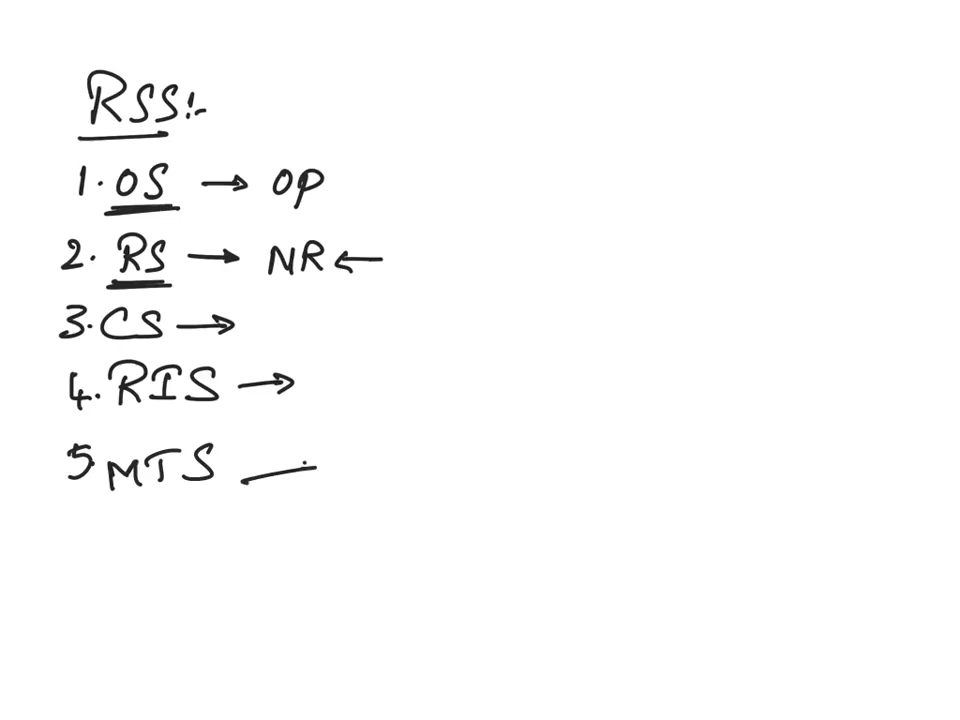 RSS:-
1. OS → OP
2. RS → NR ←
3. CS →
4. RIS →
5 MTS —